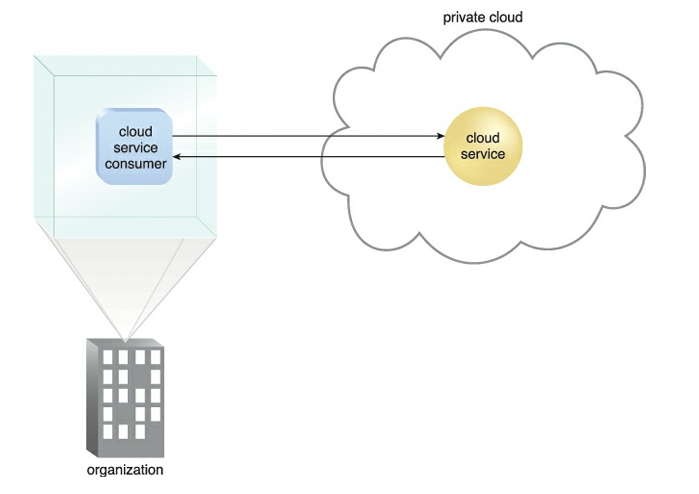 private cloud
cloud
service
consumer
cloud
service
organization